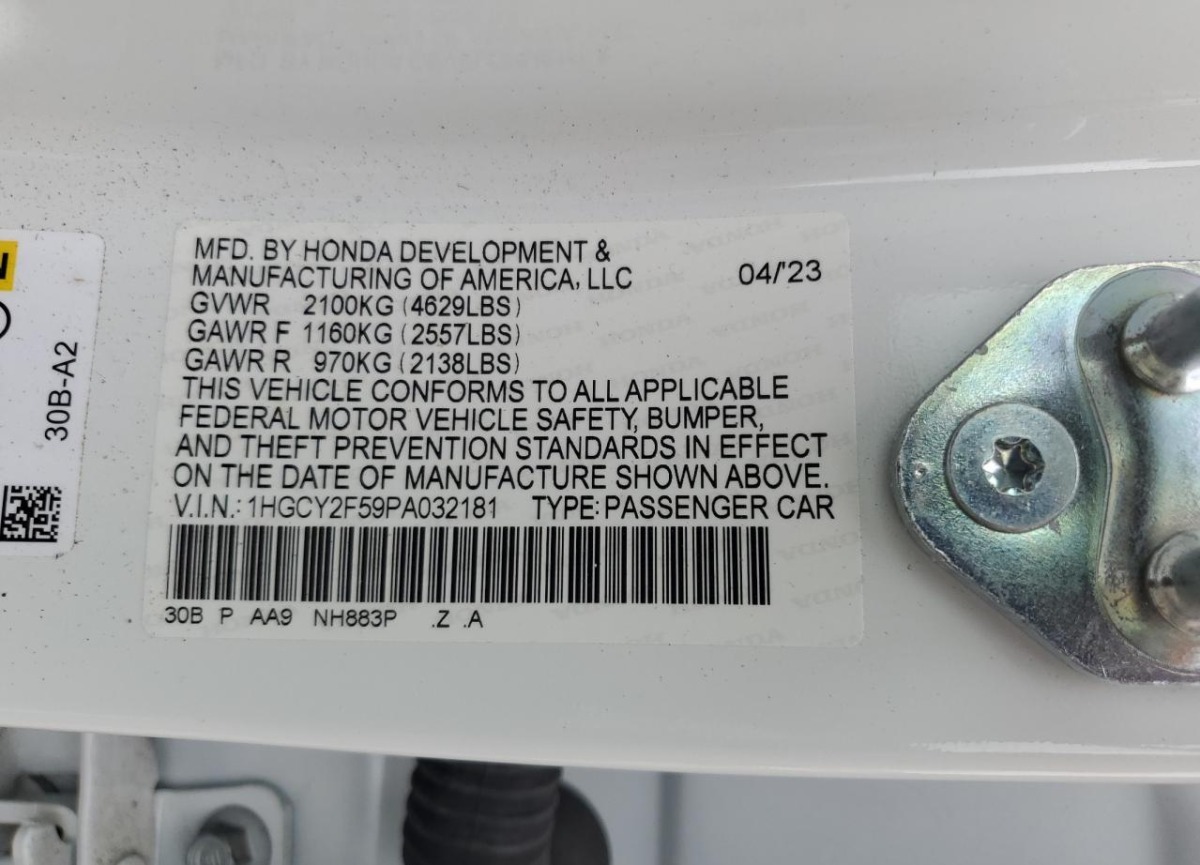 MFD. BY HONDA DEVELOPMENT &
MANUFACTURING OF AMERICA, LLC 04/'23
GVWR 2100KG (4629LBS)
GAWR F 1160KG (2557LBS)
GAWR R 970KG (2138LBS)
THIS VEHICLE CONFORMS TO ALL APPLICABLE
FEDERAL MOTOR VEHICLE SAFETY, BUMPER,
AND THEFT PREVENTION STANDARDS IN EFFECT
ON THE DATE OF MANUFACTURE SHOWN ABOVE.
V.I.N.: 1HGCY2F59PA032181 TYPE: PASSENGER CAR
30B P AA9 NH883P .Z .A
30B-A2